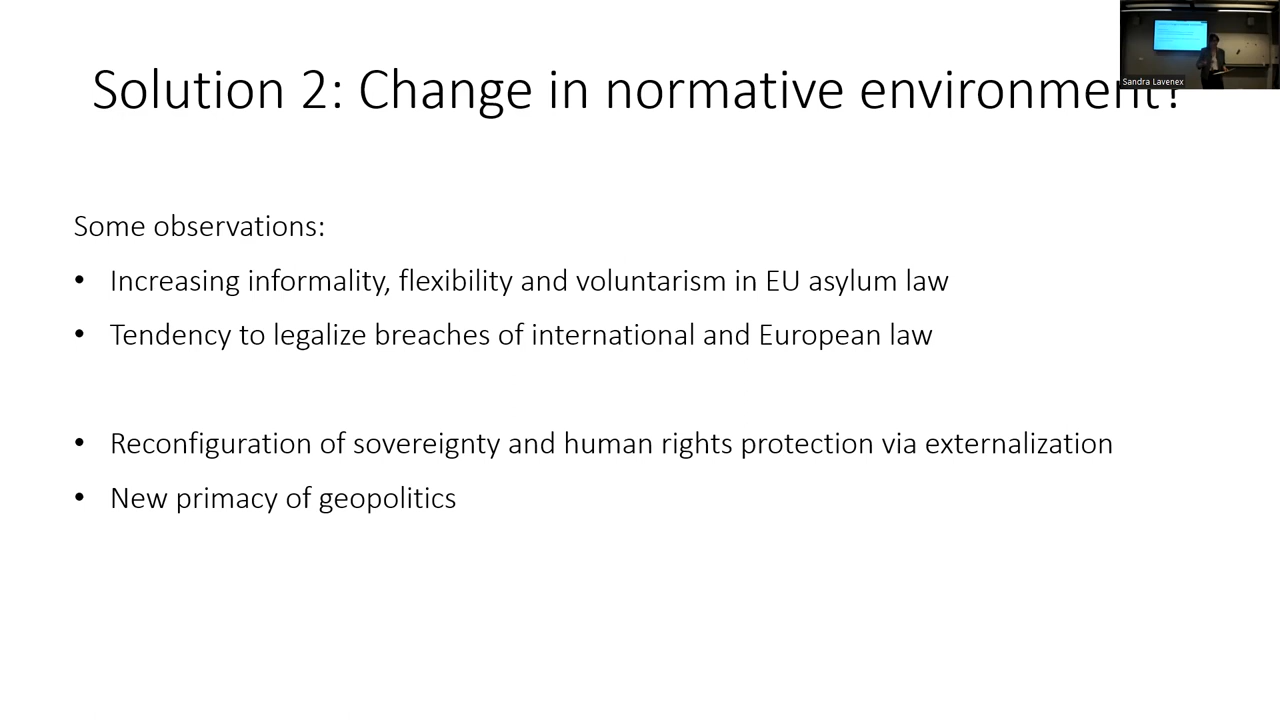 Solution 2: Change in normative environment?
Sandra Lavenex
Some observations:
• Increasing informality, flexibility and voluntarism in EU asylum law
• Tendency to legalize breaches of international and European law
• Reconfiguration of sovereignty and human rights protection via externalization
• New primacy of geopolitics